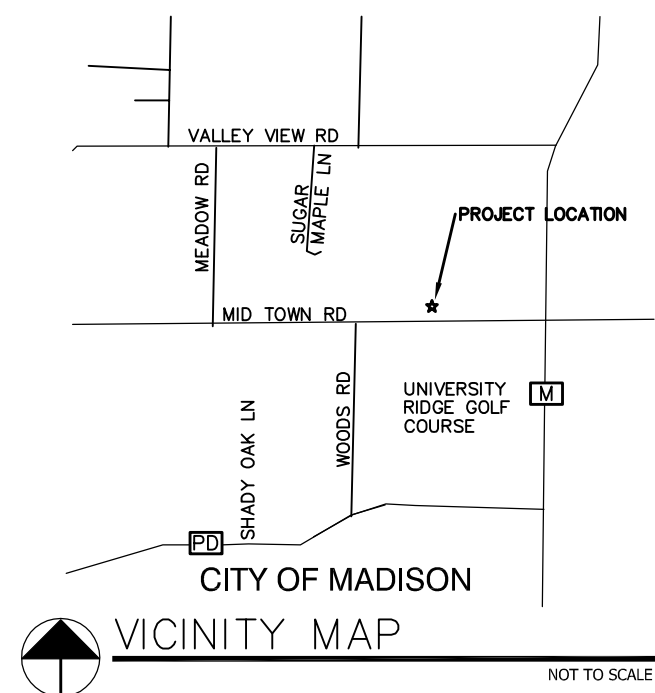 VALLEY VIEW RD
MEADOW RD
SUGAR
MAPLE LN
PROJECT LOCATION
MID TOWN RD
UNIVERSITY
RIDGE GOLF
COURSE
M
WOODS RD
SHADY OAK LN
PD
CITY OF MADISON
VICINITY MAP
NOT TO SCALE